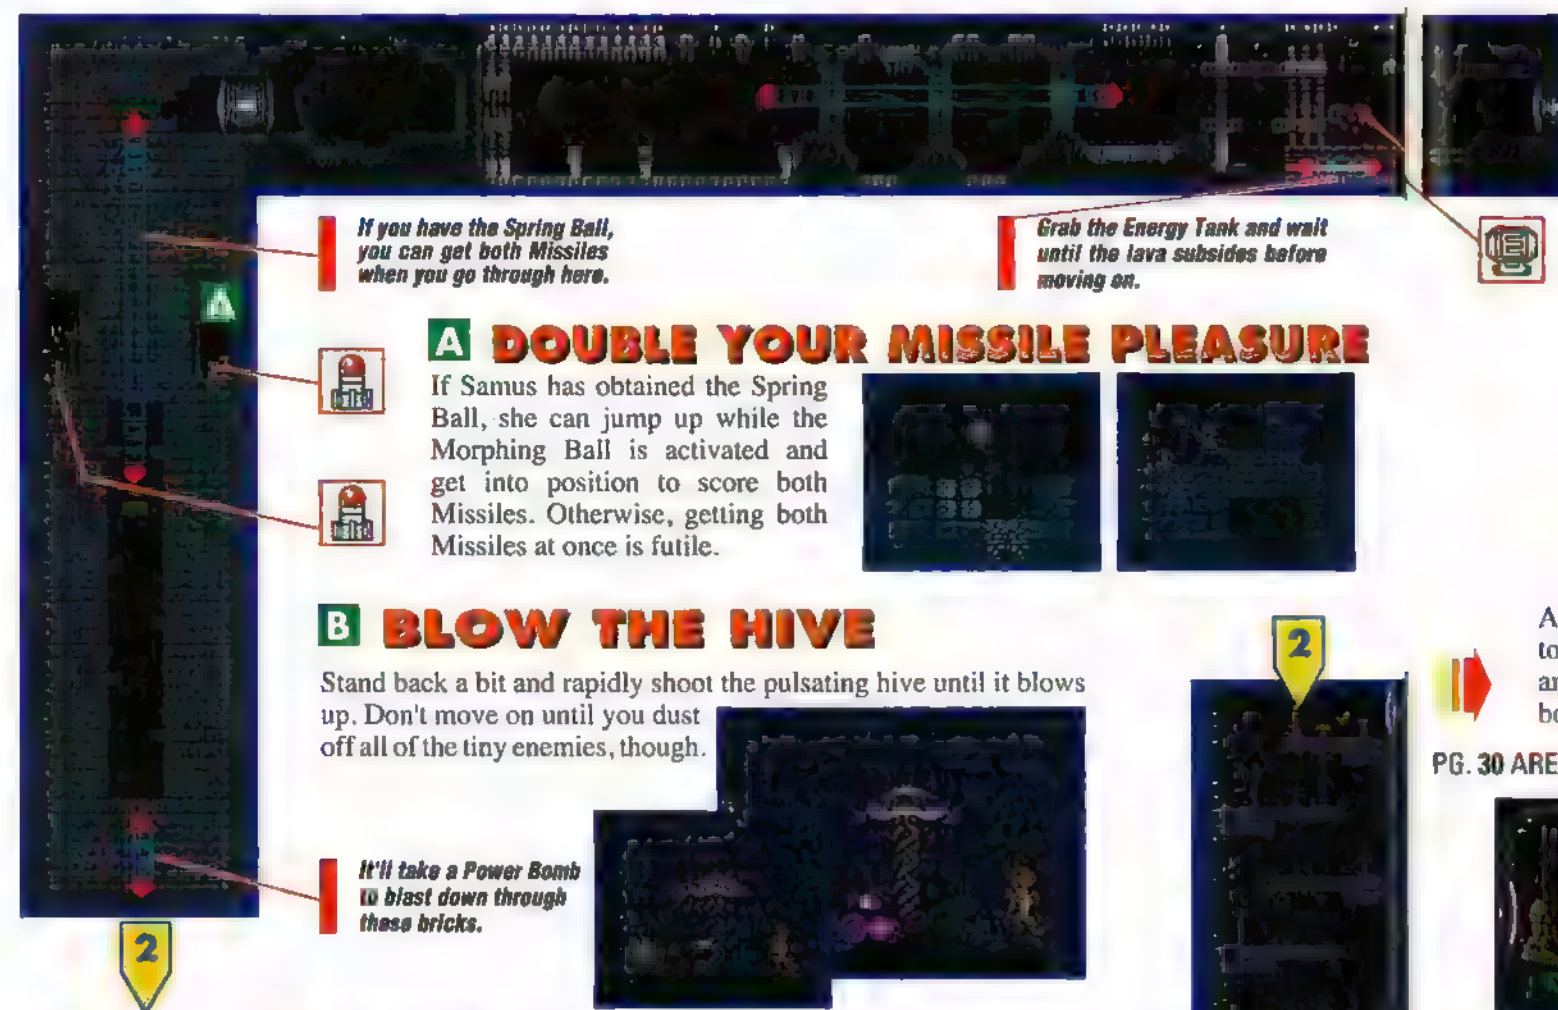 If you have the Spring Ball,
you can get both Missiles
when you go through here.
Grab the Energy Tank and wait
until the lava subsides before
moving on.
E
A
A DOUBLE YOUR MISSILE PLEASURE
If Samus has obtained the Spring
Ball, she can jump up while the
Morphing Ball is activated and
get into position to score both
Missiles. Otherwise, getting both
Missiles at once is futile.
B BLOW THE HIVE
Stand back a bit and rapidly shoot the pulsating hive until it blows
up. Don't move on until you dust
off all of the tiny enemies, though.
It'll take a Power Bomb
to blast down through
these bricks.
2
2
A
to
an
bo
PG. 30 ARE